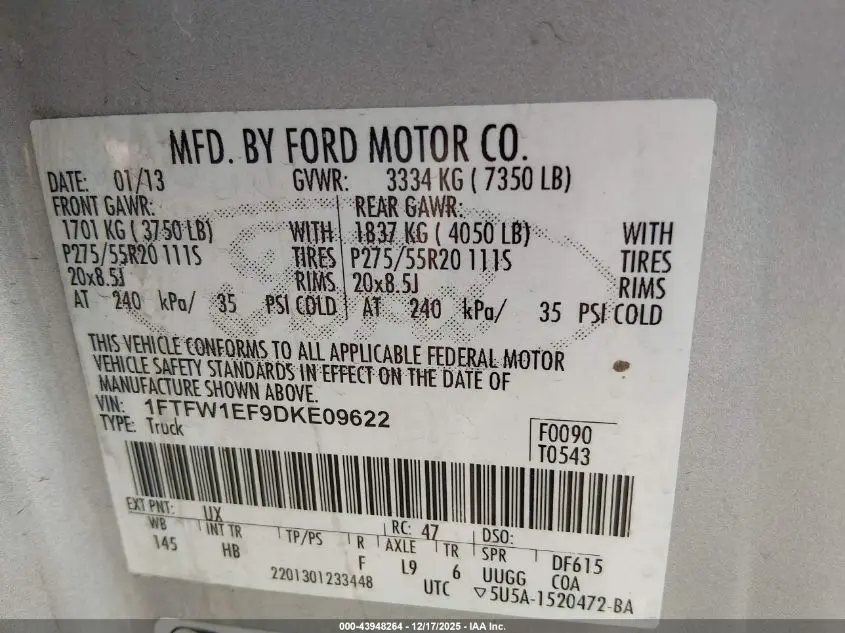 MFD. BY FORD MOTOR CO.
DATE: 01/13 GVWR: 3334 KG ( 7350 LB)
FRONT GAWR: REAR GAWR:
1701 KG ( 3750 LB) WITH 1837 KG ( 4050 LB) WITH
P275/55R20 111S TIRES P275/55R20 111S TIRES
20x8.5J RIMS 20x8.5J RIMS
AT 240 kPa/ 35 PSI COLD AT 240 kPa/ 35 PSI COLD
THIS VEHICLE CONFORMS TO ALL APPLICABLE FEDERAL MOTOR
VEHICLE SAFETY STANDARDS IN EFFECT ON THE DATE OF
MANUFACTURE SHOWN ABOVE.
VIN: 1FTFW1EF9DKE09622
TYPE: Truck
F0090
T0543
EXT PNT: UX RC: 47 DSO:
WB INT TR TP/PS R AXLE TR SPR DF615
145 HB F L9 6 UUGG COA
2201301233448 UTC ▽5U5A-1520472-BA
000-43948264 — 12/17/2025 — IAA Inc.